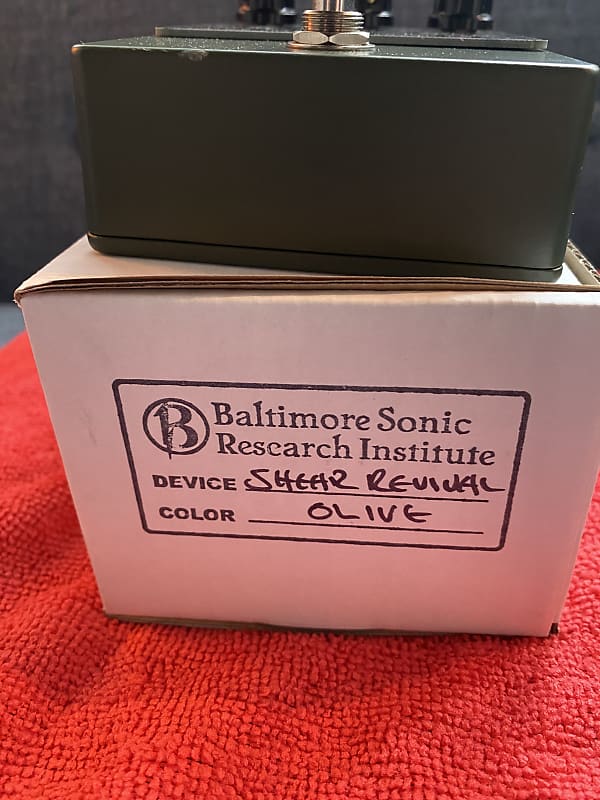 B Baltimore Sonic
Research Institute
DEVICE SHEAR REVIVAL
COLOR OLIVE